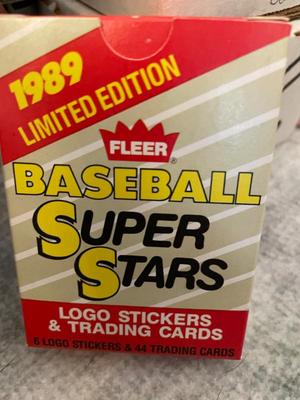 1989
LIMITED EDITION
FLEER®
BASEBALL
SUPER
STARS
LOGO STICKERS
& TRADING CARDS
6 LOGO STICKERS & 44 TRADING CARDS